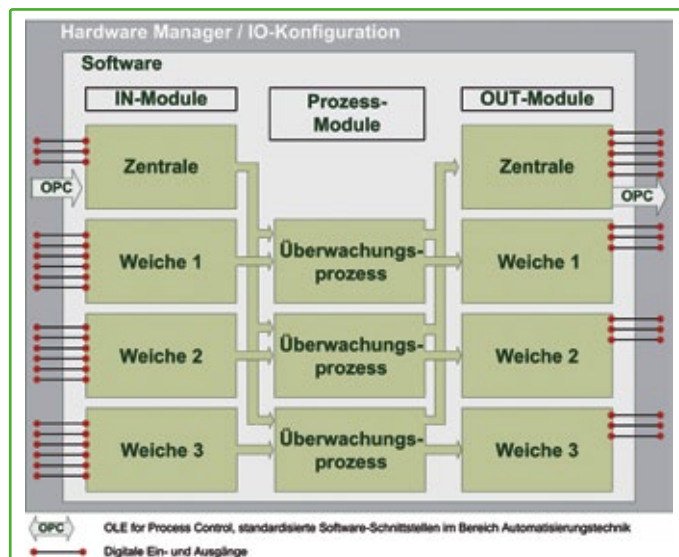 Hardware Manager / IO-Konfiguration
Software
IN-Module
Prozess-
Module
OUT-Module
Zentrale
Zentrale
OPC
OPC
Weiche 1
Überwachungs-
prozess
Weiche 1
Weiche 2
Überwachungs-
prozess
Weiche 2
Weiche 3
Überwachungs-
prozess
Weiche 3
OPC
OLE for Process Control, standardisierte Software-Schnittstellen im Bereich Automatisierungstechnik
Digitale Ein- und Ausgänge